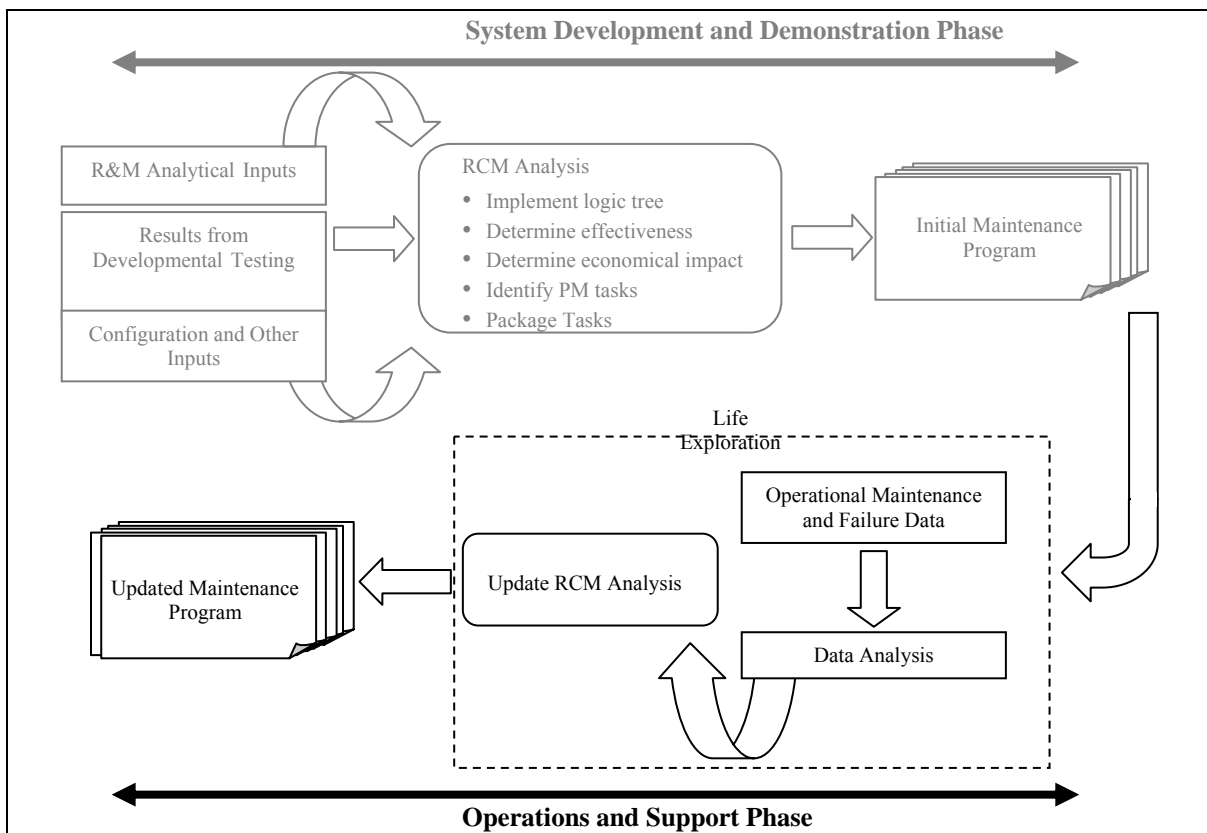 System Development and Demonstration Phase
R&M Analytical Inputs
Results from
Developmental Testing
Configuration and Other
Inputs
RCM Analysis
• Implement logic tree
• Determine effectiveness
• Determine economical impact
• Identify PM tasks
• Package Tasks
Initial Maintenance
Program
Life
Exploration
Operational Maintenance
and Failure Data
Data Analysis
Update RCM Analysis
Updated Maintenance
Program
Operations and Support Phase